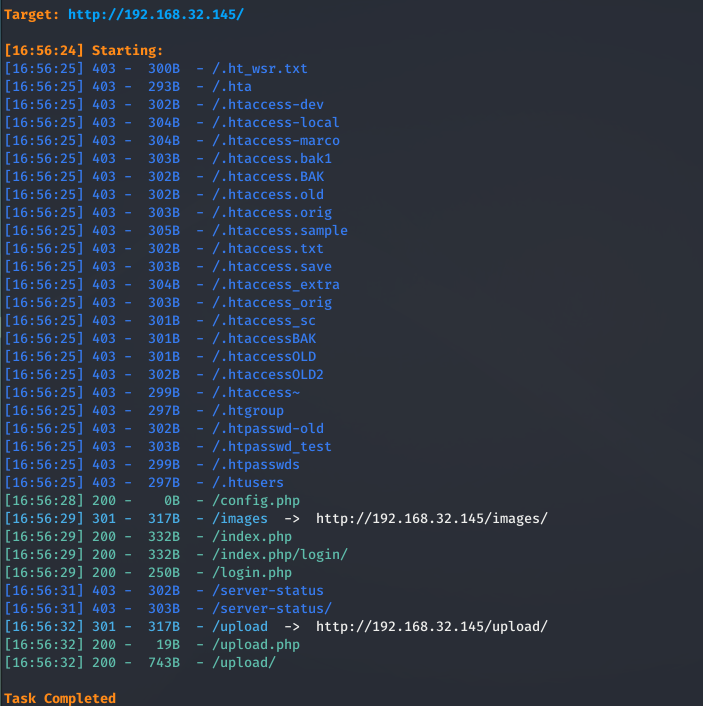 Target: http://192.168.32.145/
[16:56:24] Starting:
[16:56:25] 403 - 300B - /.ht_wsr.txt
[16:56:25] 403 - 293B - /.hta
[16:56:25] 403 - 302B - /.htaccess-dev
[16:56:25] 403 - 304B - /.htaccess-local
[16:56:25] 403 - 304B - /.htaccess-marco
[16:56:25] 403 - 303B - /.htaccess.bak1
[16:56:25] 403 - 302B - /.htaccess.BAK
[16:56:25] 403 - 302B - /.htaccess.old
[16:56:25] 403 - 303B - /.htaccess.orig
[16:56:25] 403 - 305B - /.htaccess.sample
[16:56:25] 403 - 302B - /.htaccess.txt
[16:56:25] 403 - 303B - /.htaccess.save
[16:56:25] 403 - 304B - /.htaccess_extra
[16:56:25] 403 - 303B - /.htaccess_orig
[16:56:25] 403 - 301B - /.htaccess_sc
[16:56:25] 403 - 301B - /.htaccessBAK
[16:56:25] 403 - 301B - /.htaccessOLD
[16:56:25] 403 - 302B - /.htaccessOLD2
[16:56:25] 403 - 299B - /.htaccess~
[16:56:25] 403 - 297B - /.htgroup
[16:56:25] 403 - 302B - /.htpasswd-old
[16:56:25] 403 - 303B - /.htpasswd_test
[16:56:25] 403 - 299B - /.htpasswds
[16:56:25] 403 - 297B - /.htusers
[16:56:28] 200 - 0B - /config.php
[16:56:29] 301 - 317B - /images -> http://192.168.32.145/images/
[16:56:29] 200 - 332B - /index.php
[16:56:29] 200 - 332B - /index.php/login/
[16:56:29] 200 - 250B - /login.php
[16:56:31] 403 - 302B - /server-status
[16:56:31] 403 - 303B - /server-status/
[16:56:32] 301 - 317B - /upload -> http://192.168.32.145/upload/
[16:56:32] 200 - 19B - /upload.php
[16:56:32] 200 - 743B - /upload/
Task Completed